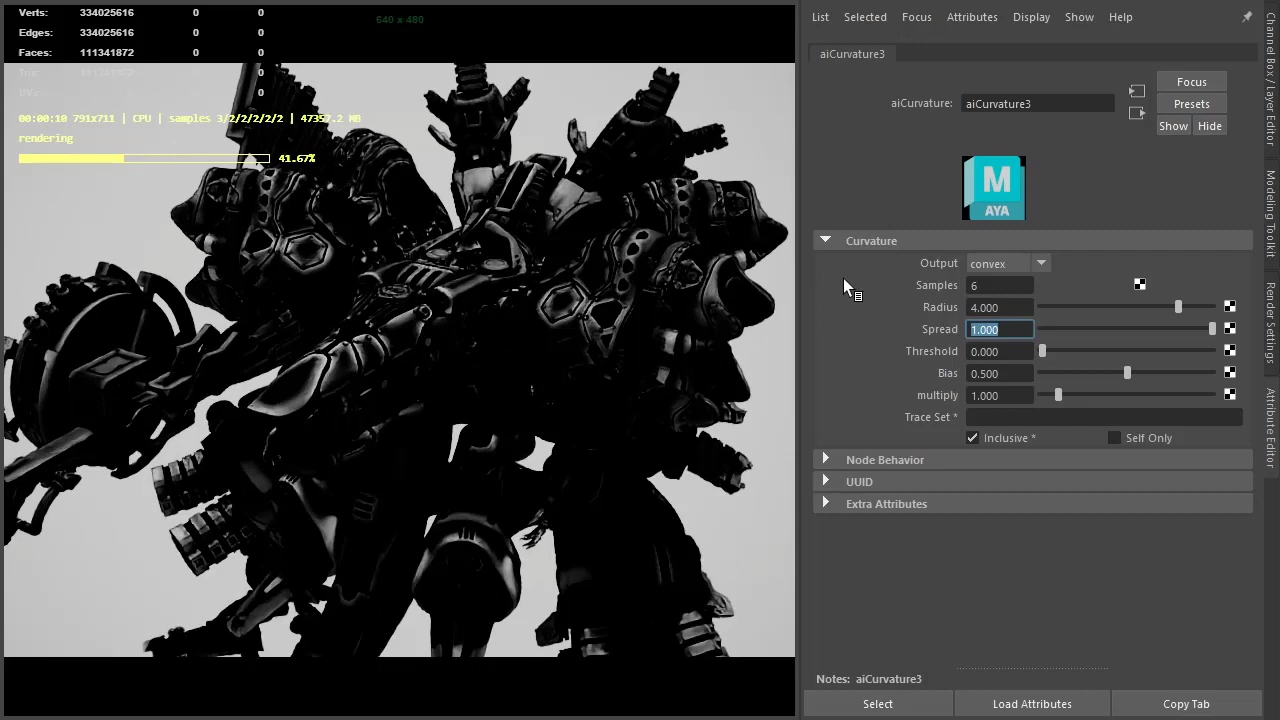 Verts: 334025616 0 0
640 x 480
Edges: 334025616 0 0
Faces: 111341872 0 0
Tris: 0
UVs: 0
00:00:10 791x711 | CPU | samples 3/2/2/2/2/2 | 47357.2 MB
rendering
41.67%
List Selected Focus Attributes Display Show Help
aiCurvature3
aiCurvature: aiCurvature3
Focus
Presets
Show Hide
M
AYA
Curvature
Output convex
Samples 6
Radius 4.000
Spread 1.000
Threshold 0.000
Bias 0.500
multiply 1.000
Trace Set *
Inclusive * Self Only
Node Behavior
UUID
Extra Attributes
Notes: aiCurvature3
Select Load Attributes Copy Tab
Channel Box / Layer Editor
Modeling Toolkit
Render Settings
Attribute Editor